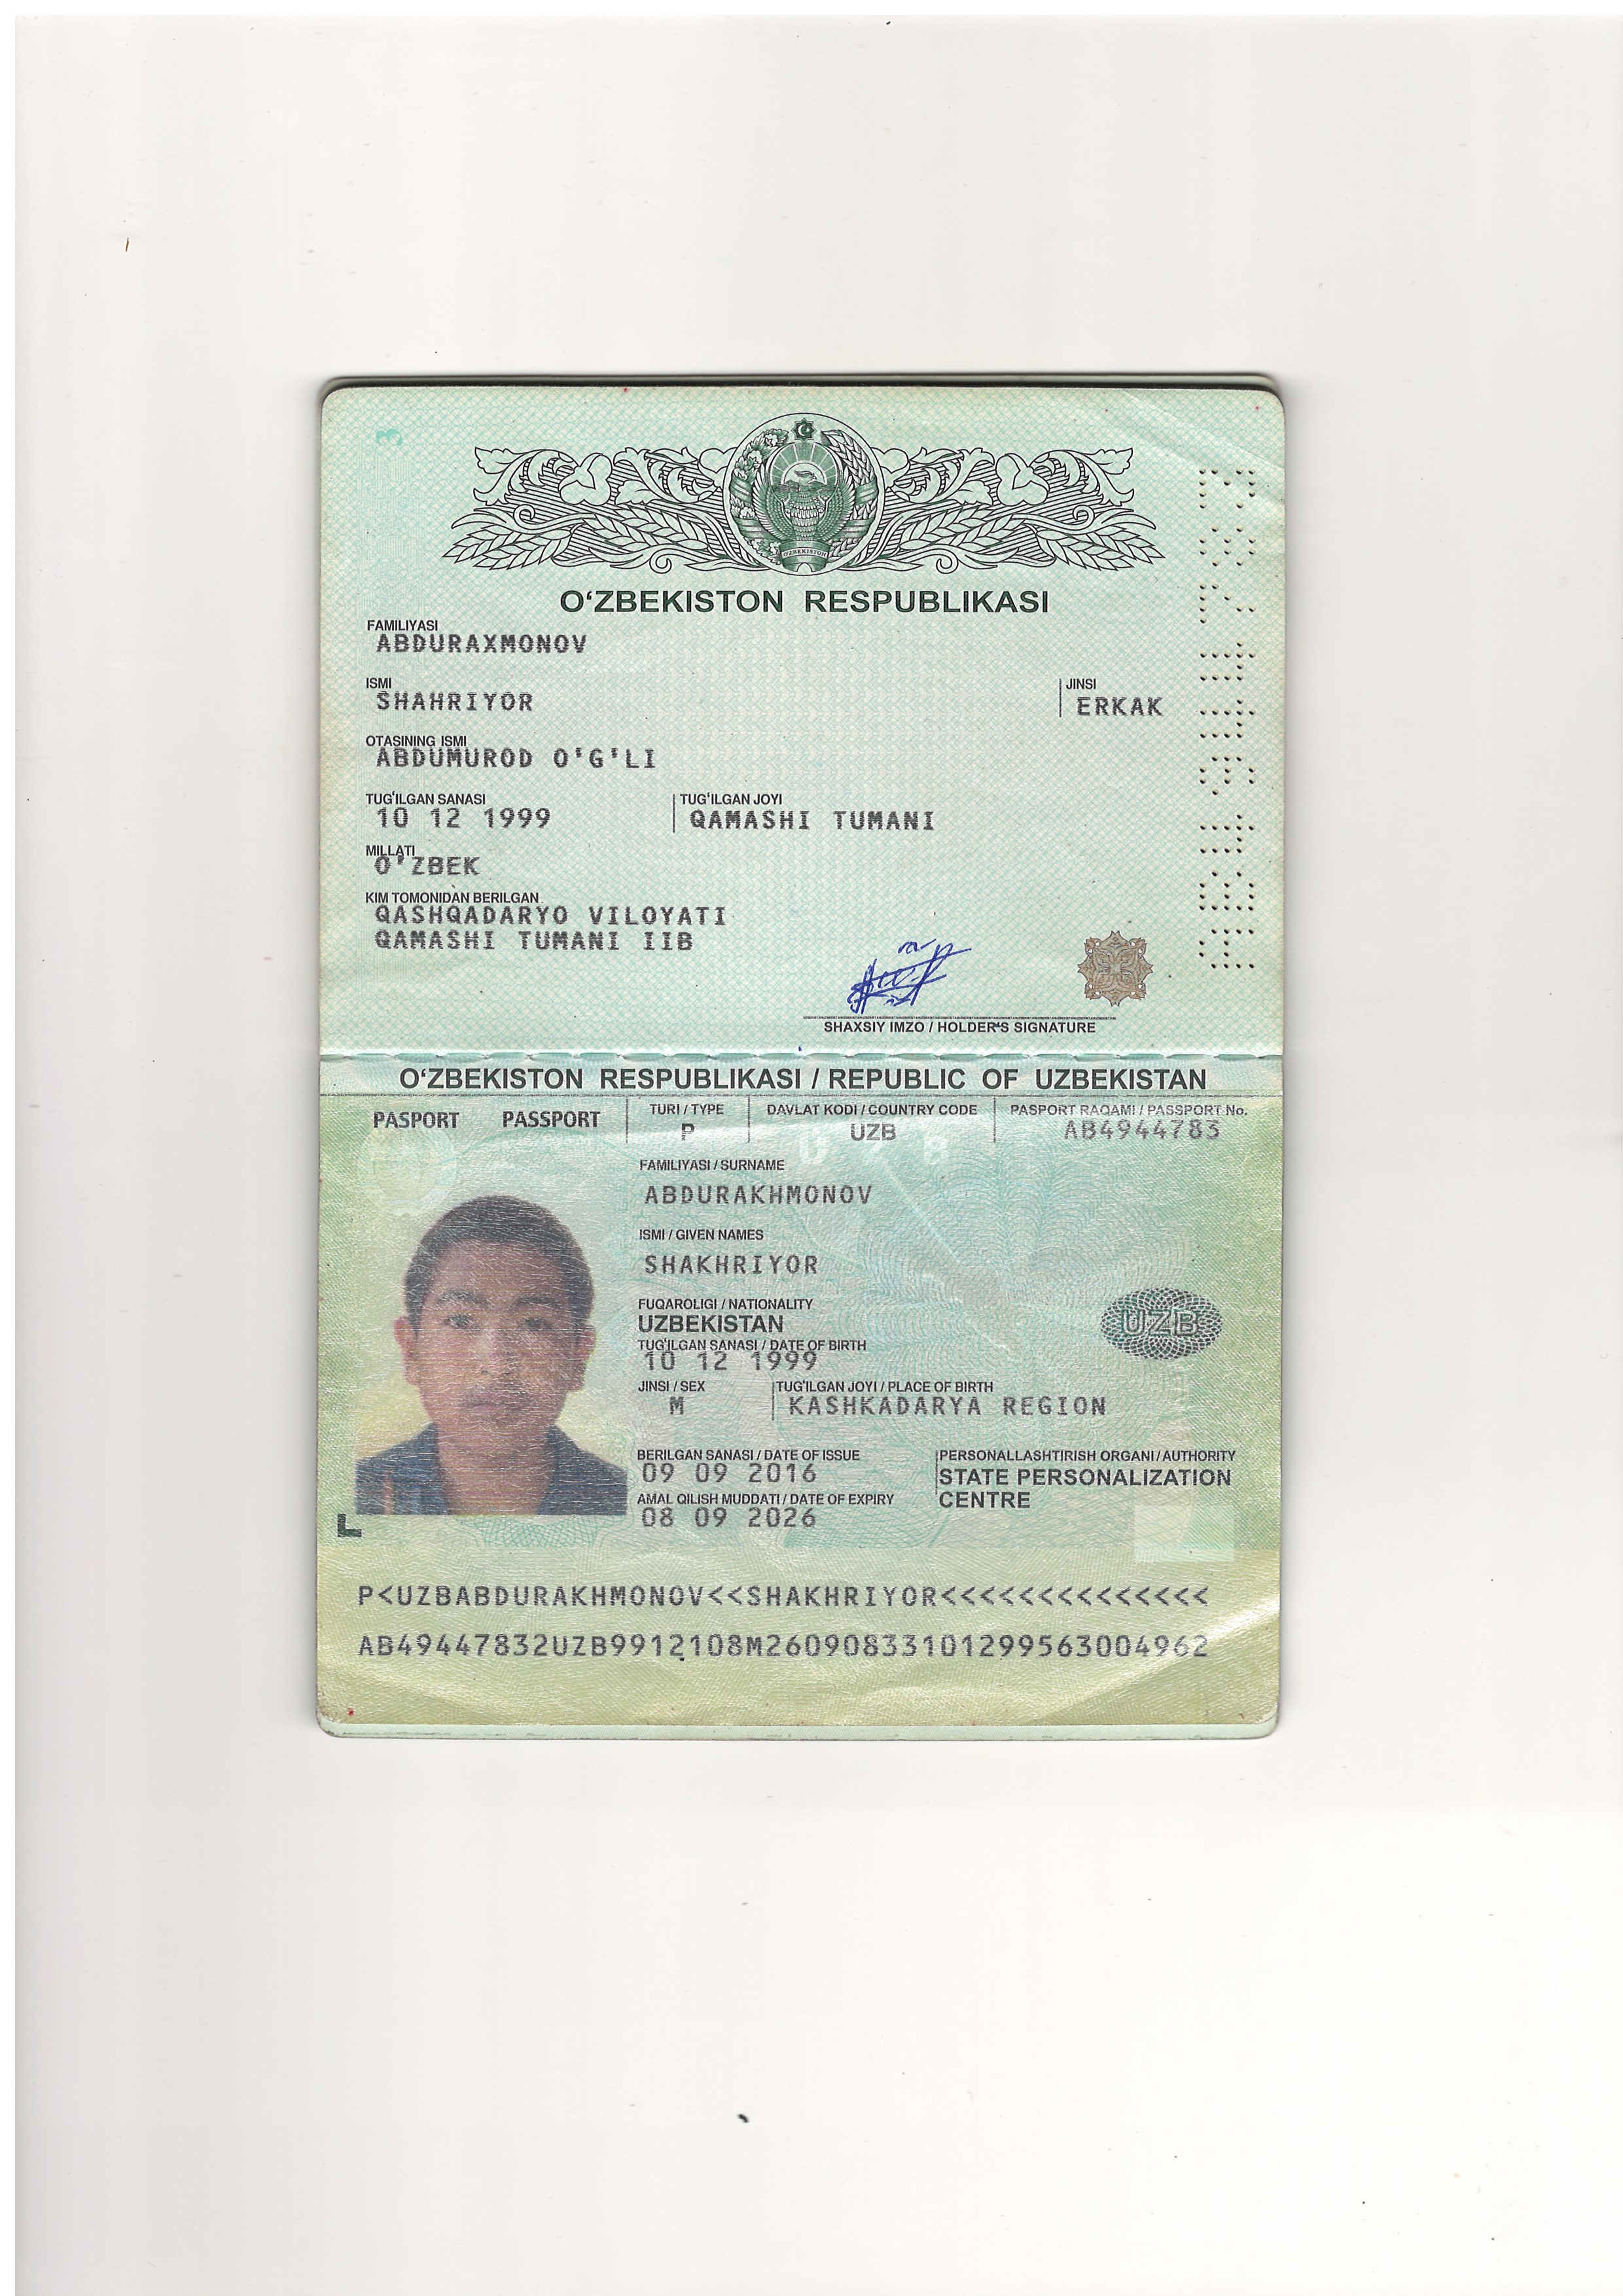 3
O'ZBEKISTON
O‘ZBEKISTON RESPUBLIKASI
FAMILIYASI
ABDURAXMONOV
ISMI
SHAHRIYOR
JINSI
ERKAK
OTASINING ISMI
ABDUMUROD O'G'LI
TUG‘ILGAN SANASI
10 12 1999
TUG‘ILGAN JOYI
QAMASHI TUMANI
MILLATI
O'ZBEK
KIM TOMONIDAN BERILGAN
QASHQADARYO VILOYATI
QAMASHI TUMANI IIB
AB4944783
SHAXSIY IMZO / HOLDER'S SIGNATURE
O‘ZBEKISTON RESPUBLIKASI / REPUBLIC OF UZBEKISTAN
PASPORT PASSPORT
TURI / TYPE
P
DAVLAT KODI / COUNTRY CODE
UZB
PASPORT RAQAMI / PASSPORT No.
AB4944783
UZB
FAMILIYASI / SURNAME
ABDURAKHMONOV
ISMI / GIVEN NAMES
SHAKHRIYOR
FUQAROLIGI / NATIONALITY
UZBEKISTAN
UZB
TUG‘ILGAN SANASI / DATE OF BIRTH
10 12 1999
JINSI / SEX
M
TUG‘ILGAN JOYI / PLACE OF BIRTH
KASHKADARYA REGION
BERILGAN SANASI / DATE OF ISSUE
09 09 2016
PERSONALLASHTIRISH ORGANI / AUTHORITY
STATE PERSONALIZATION
CENTRE
AMAL QILISH MUDDATI / DATE OF EXPIRY
08 09 2026
P<UZBABDURAKHMONOV<<SHAKHRIYOR<<<<<<<<<<<<<<
AB49447832UZB9912108M26090833101299563004962